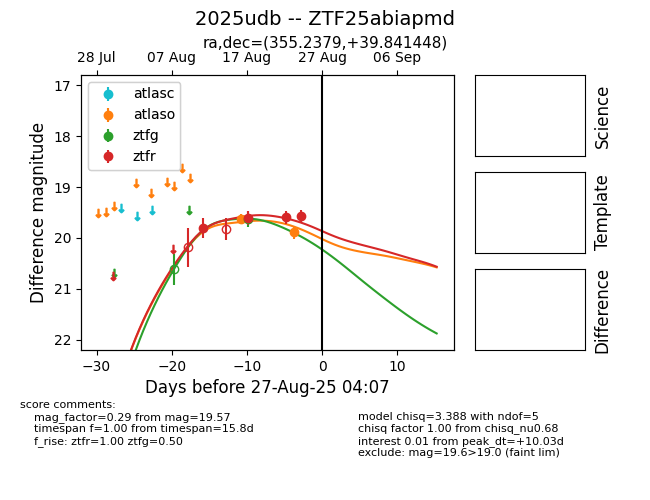 2025udb -- ZTF25abiapmd
ra,dec=(355.2379,+39.841448)
28 Jul 07 Aug 17 Aug 27 Aug 06 Sep
atlasc
atlaso
ztfg
ztfr
17
18
19
20
21
22
Difference magnitude
−30 −20 −10 0 10
Days before 27-Aug-25 04:07
Science
Template
Difference
score comments:
mag_factor=0.29 from mag=19.57
timespan f=1.00 from timespan=15.8d
f_rise: ztfr=1.00 ztfg=0.50
model chisq=3.388 with ndof=5
chisq factor 1.00 from chisq_nu0.68
interest 0.01 from peak_dt=+10.03d
exclude: mag=19.6>19.0 (faint lim)